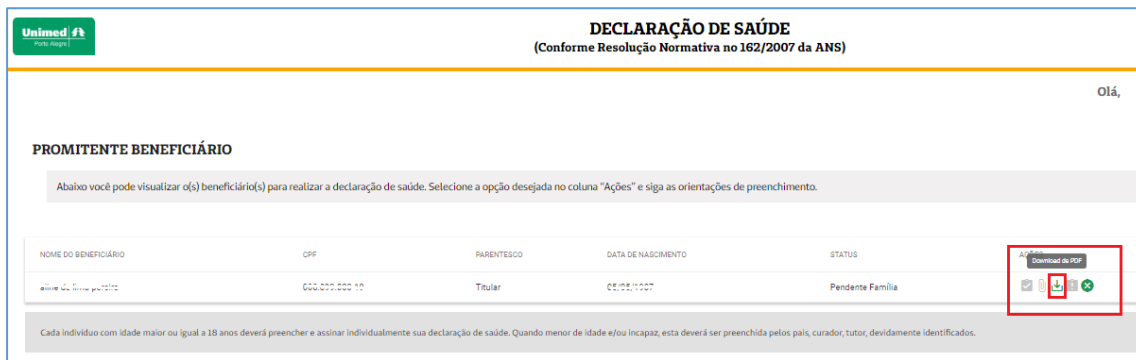 Unimed
Porto Alegre
DECLARAÇÃO DE SAÚDE
(Conforme Resolução Normativa no 162/2007 da ANS)
Olá,
PROMITENTE BENEFICIÁRIO
Abaixo você pode visualizar o(s) beneficiário(s) para realizar a declaração de saúde. Selecione a opção desejada no coluna "Ações" e siga as orientações de preenchimento.
NOME DO BENEFICIÁRIO CPF PARENTESCO DATA DE NASCIMENTO STATUS
Download da PDF
Titular Pendente Família
Cada indivíduo com idade maior ou igual a 18 anos deverá preencher e assinar individualmente sua declaração de saúde. Quando menor de idade e/ou incapaz, esta deverá ser preenchida pelos pais, curador, tutor, devidamente identificados.